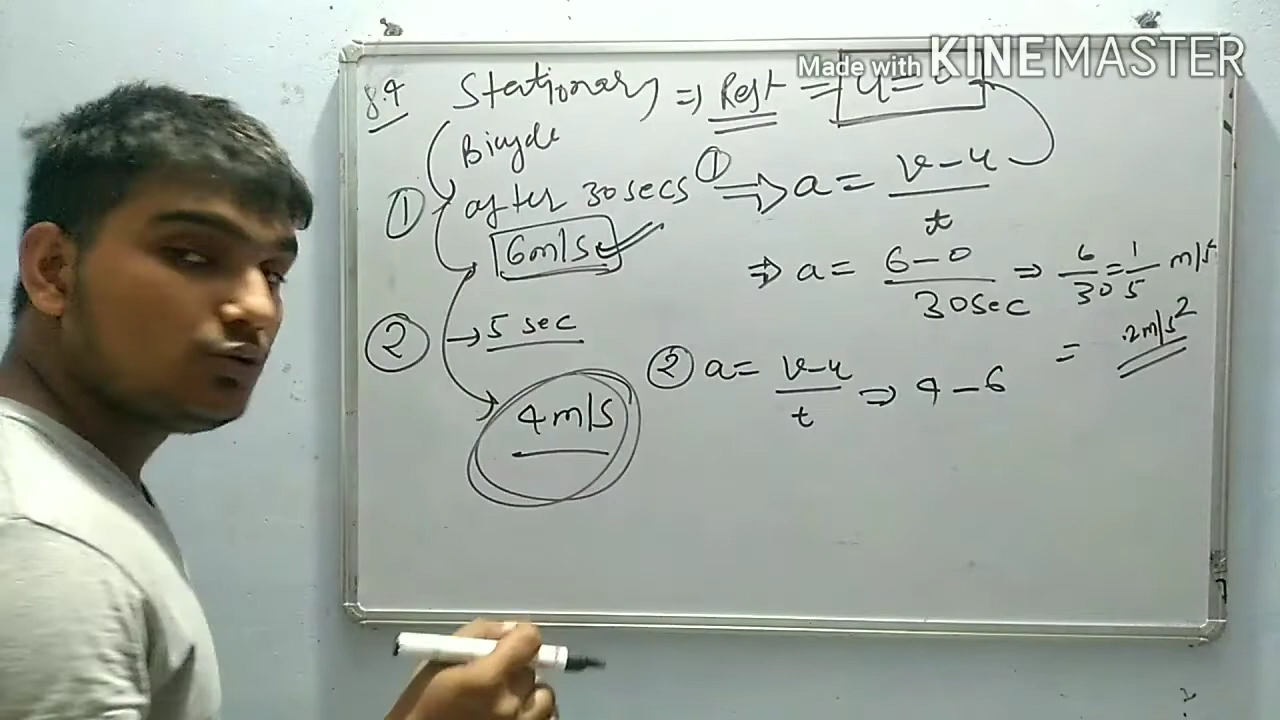 Made with KINEMASTER
8.4 Stationary ⇒ Rest ⇒ u=0
Bicycle
① after 30 secs ① ⇒ a = v-u/t
6m/s
⇒ a = 6-0/30sec ⇒ 6/30 = 1/5 m/s
= .2m/s²
② → 5 sec
② a = v-u/t ⇒ 4-6
4m/s